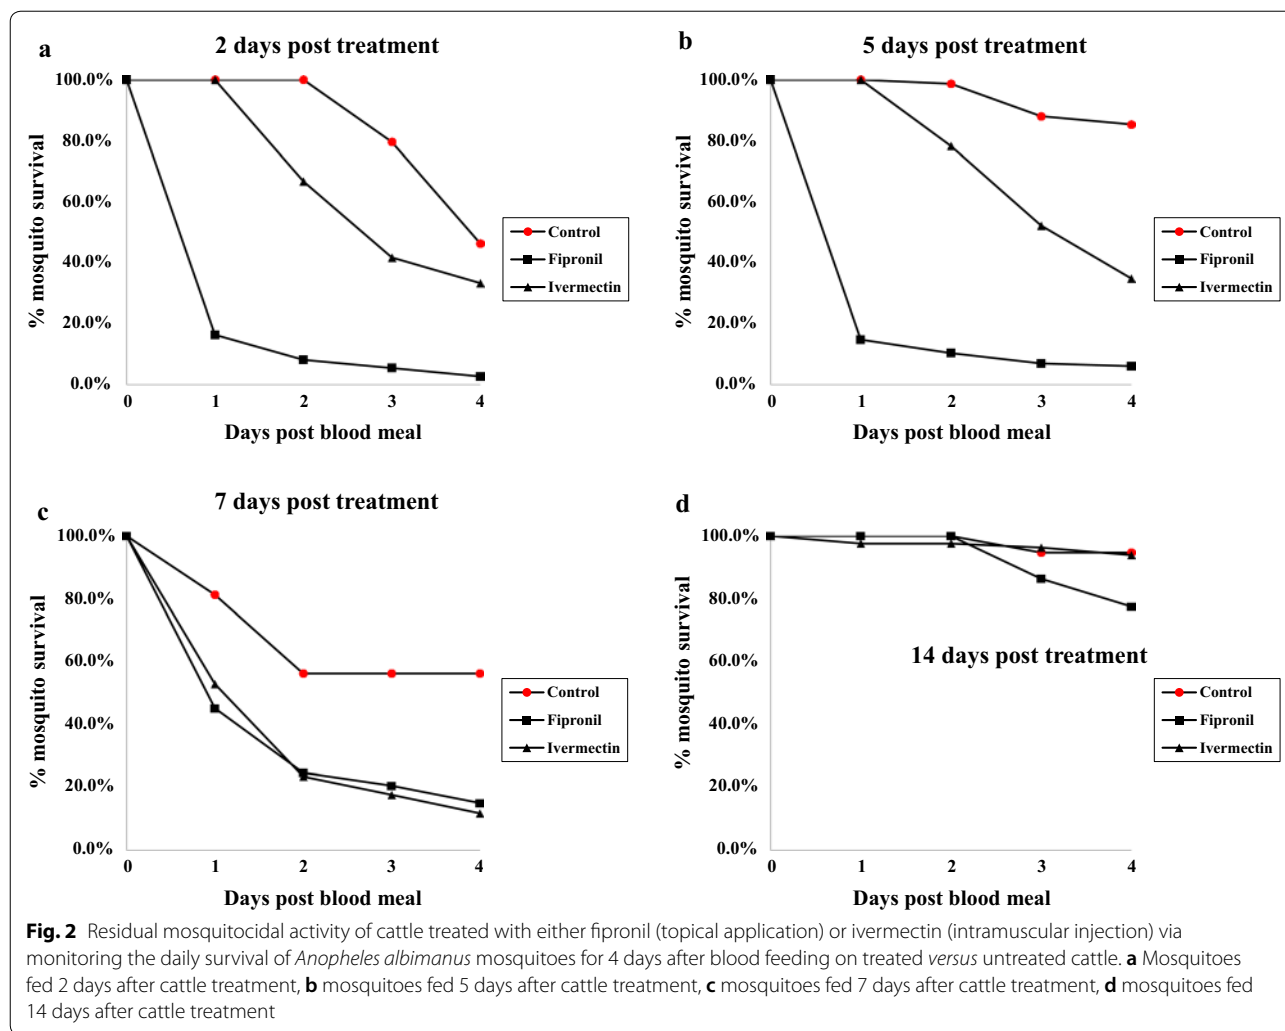 a
2 days post treatment
100.0%
80.0%
60.0%
40.0%
20.0%
0.0%
% mosquito survival
0 1 2 3 4
Days post blood meal
Control
Fipronil
Ivermectin
b
5 days post treatment
100.0%
80.0%
60.0%
40.0%
20.0%
0.0%
% mosquito survival
0 1 2 3 4
Days post blood meal
Control
Fipronil
Ivermectin
c
7 days post treatment
100.0%
80.0%
60.0%
40.0%
20.0%
0.0%
% mosquito survival
0 1 2 3 4
Days post blood meal
Control
Fipronil
Ivermectin
d
100.0%
80.0%
60.0%
40.0%
20.0%
0.0%
% mosquito survival
14 days post treatment
0 1 2 3 4
Days post blood meal
Control
Fipronil
Ivermectin
Fig. 2 Residual mosquitocidal activity of cattle treated with either fipronil (topical application) or ivermectin (intramuscular injection) via
monitoring the daily survival of Anopheles albimanus mosquitoes for 4 days after blood feeding on treated versus untreated cattle. a Mosquitoes
fed 2 days after cattle treatment, b mosquitoes fed 5 days after cattle treatment, c mosquitoes fed 7 days after cattle treatment, d mosquitoes fed
14 days after cattle treatment